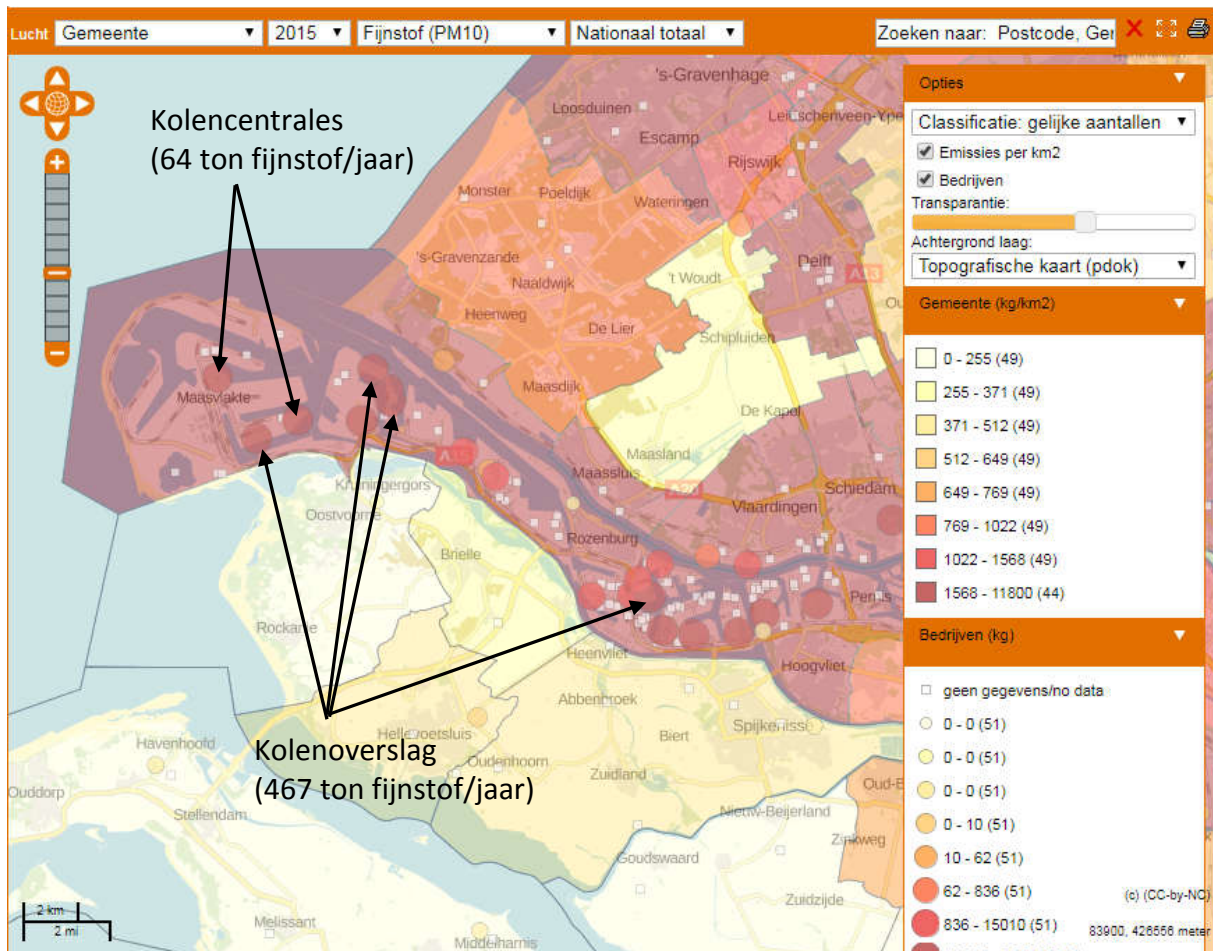 Lucht Gemeente 2015 Fijnstof (PM10) Nationaal totaal Zoeken naar: Postcode, Ger
Kolencentrales
(64 ton fijnstof/jaar)
's-Gravenhage
Loosduinen
Escamp
Leidschenveen-Ype
Rijswijk
Monster
Poeldijk
Wateringen
's-Gravenzande
Naaldwijk
't Woudt
Delft
A13
Heenweg
De Lier
Schipluiden
Maasvlakte
Maasdijk
De Kapel
A15
Maasland
Maassluis
A20
Schiedam
Kruiningergors
Vlaardingen
Oostvoorne
Rozenburg
Brielle
Pernis
Rockanje
Heenvliet
Hoogvliet
Abbenbroek
Hellevoetsluis
Biert
Spijkenisse
Kolenoverslag
(467 ton fijnstof/jaar)
Oudenhoorn
Zuidland
Havenhoofd
Ouddorp
Stellendam
Oud-B
Nieuw-Beijerland
Zinkweg
Goudswaard
Zuidzijde
Melissant
Middelharnis
2 km
2 mi
Opties
Classificatie: gelijke aantallen
Emissies per km2
Bedrijven
Transparantie:
Achtergrond laag:
Topografische kaart (pdok)
Gemeente (kg/km2)
0 - 255 (49)
255 - 371 (49)
371 - 512 (49)
512 - 649 (49)
649 - 769 (49)
769 - 1022 (49)
1022 - 1568 (49)
1568 - 11800 (44)
Bedrijven (kg)
geen gegevens/no data
0 - 0 (51)
0 - 0 (51)
0 - 0 (51)
0 - 10 (51)
10 - 62 (51)
62 - 836 (51)
836 - 15010 (51)
(c) (CC-by-NC)
83900, 426556 meter